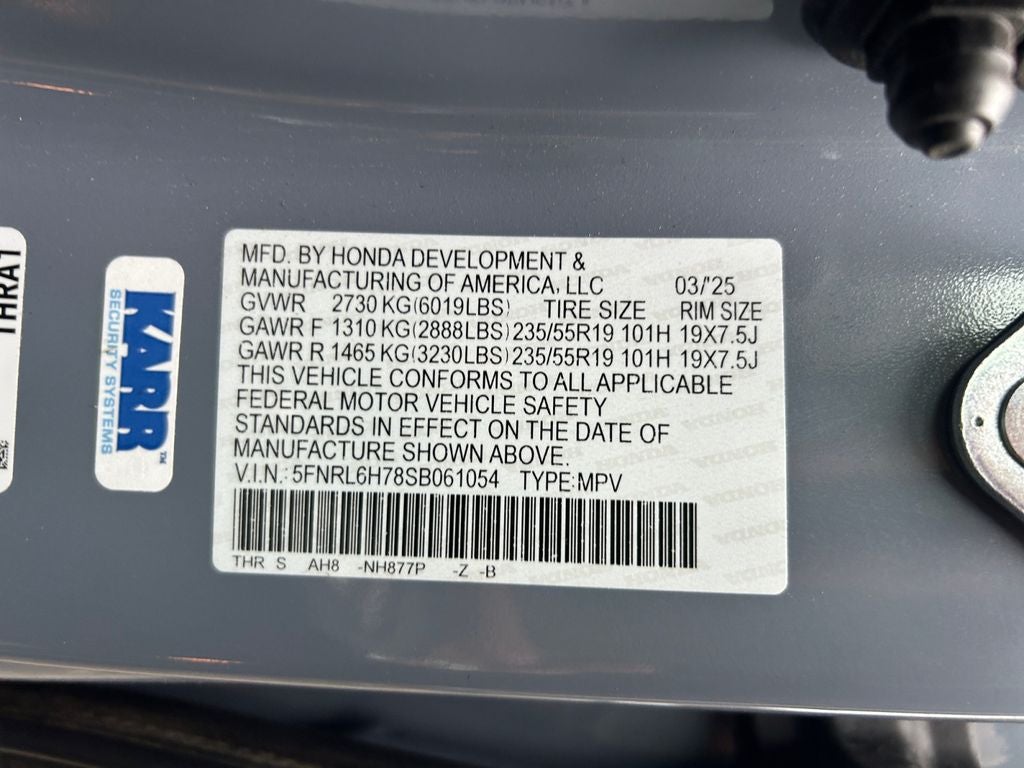 MFD. BY HONDA DEVELOPMENT &
MANUFACTURING OF AMERICA, LLC 03/'25
GVWR 2730 KG(6019LBS) TIRE SIZE RIM SIZE
GAWR F 1310 KG(2888LBS) 235/55R19 101H 19X7.5J
GAWR R 1465 KG(3230LBS) 235/55R19 101H 19X7.5J
THIS VEHICLE CONFORMS TO ALL APPLICABLE
FEDERAL MOTOR VEHICLE SAFETY
STANDARDS IN EFFECT ON THE DATE OF
MANUFACTURE SHOWN ABOVE.
V.I.N.: 5FNRL6H78SB061054 TYPE:MPV
THR S AH8 -NH877P -Z -B
KARR™
SECURITY SYSTEMS
THRA1